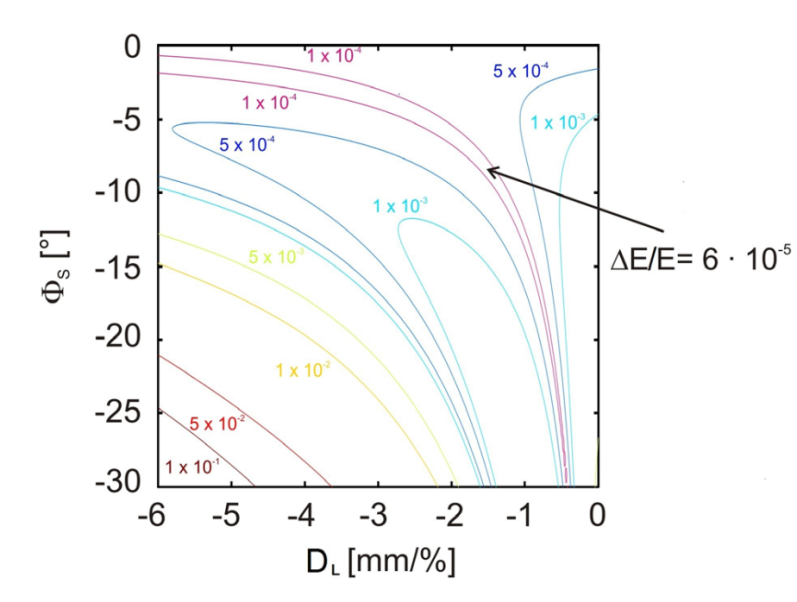 0
1 x 10⁻⁴
5 x 10⁻⁴
1 x 10⁻⁴
-5
1 x 10⁻³
5 x 10⁻⁴
-10
1 x 10⁻³
Φs [°]
5 x 10⁻³
-15
ΔE/E= 6 · 10⁻⁵
-20
1 x 10⁻²
-25
5 x 10⁻²
1 x 10⁻¹
-30
-6 -5 -4 -3 -2 -1 0
D_L [mm/%]